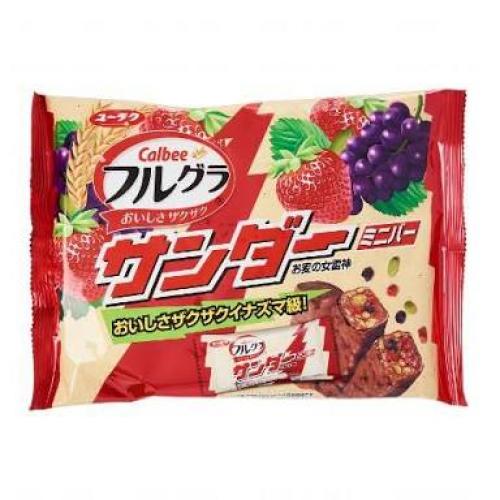 ユーラク
Calbee
フルグラ
おいしさザクザク
サンダー
ミニバー
お麦の女雷神
おいしさザクザクイナズマ級!
Calbee
フルグラ
サンダー